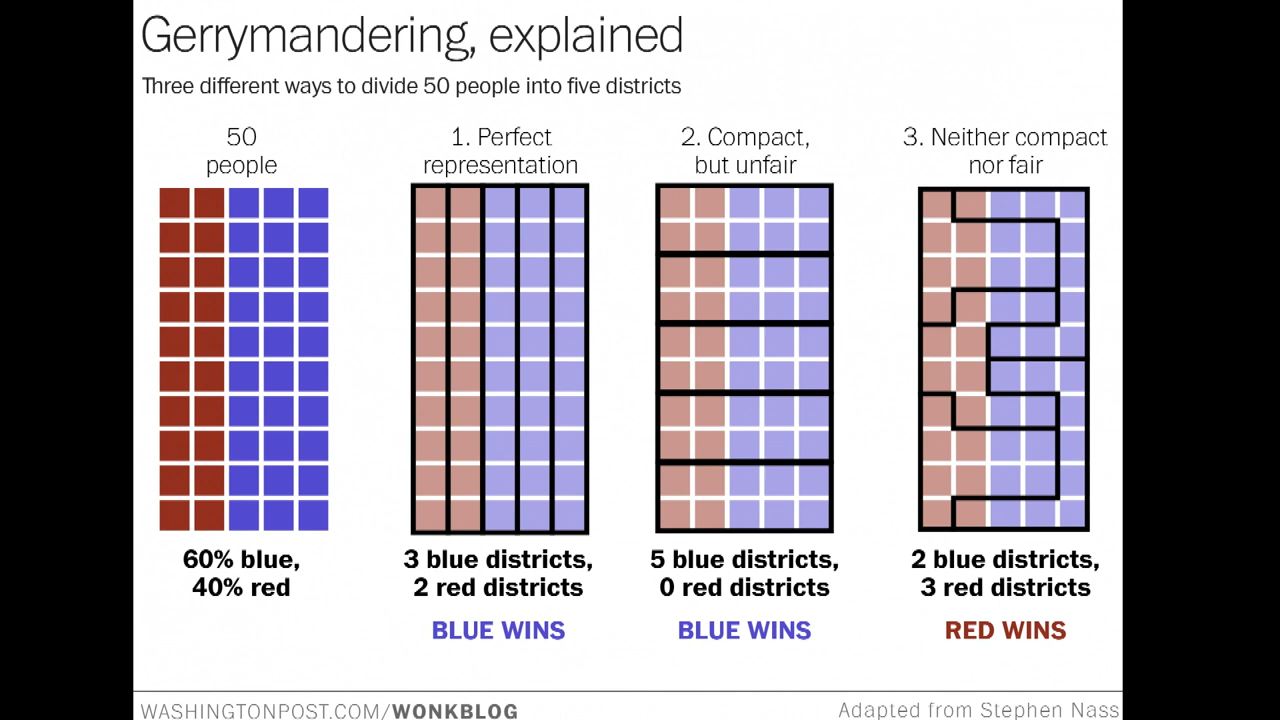 Gerrymandering, explained
Three different ways to divide 50 people into five districts
50
people
1. Perfect
representation
2. Compact,
but unfair
3. Neither compact
nor fair
60% blue,
40% red
3 blue districts,
2 red districts
BLUE WINS
5 blue districts,
0 red districts
BLUE WINS
2 blue districts,
3 red districts
RED WINS
WASHINGTONPOST.COM/WONKBLOG
Adapted from Stephen Nass